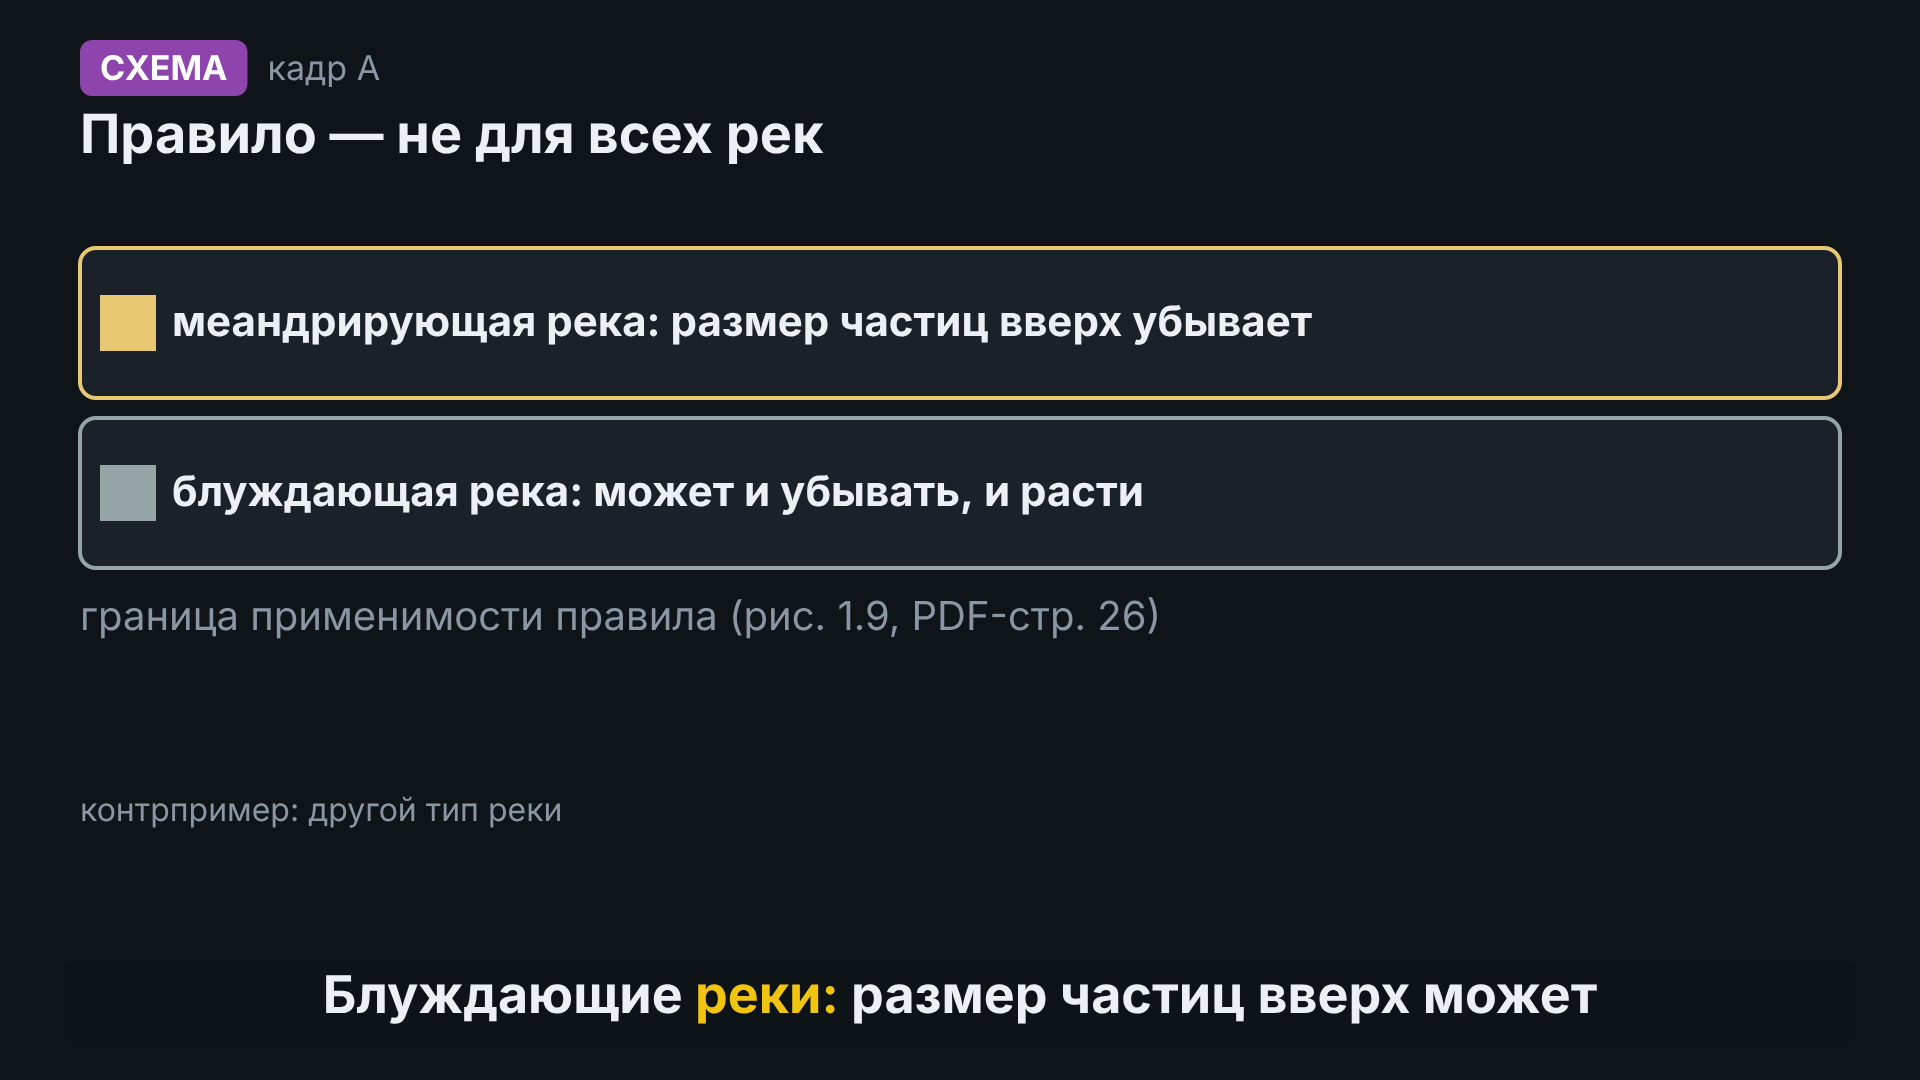 СХЕМА кадр А
Правило — не для всех рек
меандрирующая река: размер частиц вверх убывает
блуждающая река: может и убывать, и расти
граница применимости правила (рис. 1.9, PDF-стр. 26)
контрпример: другой тип реки
Блуждающие реки: размер частиц вверх может